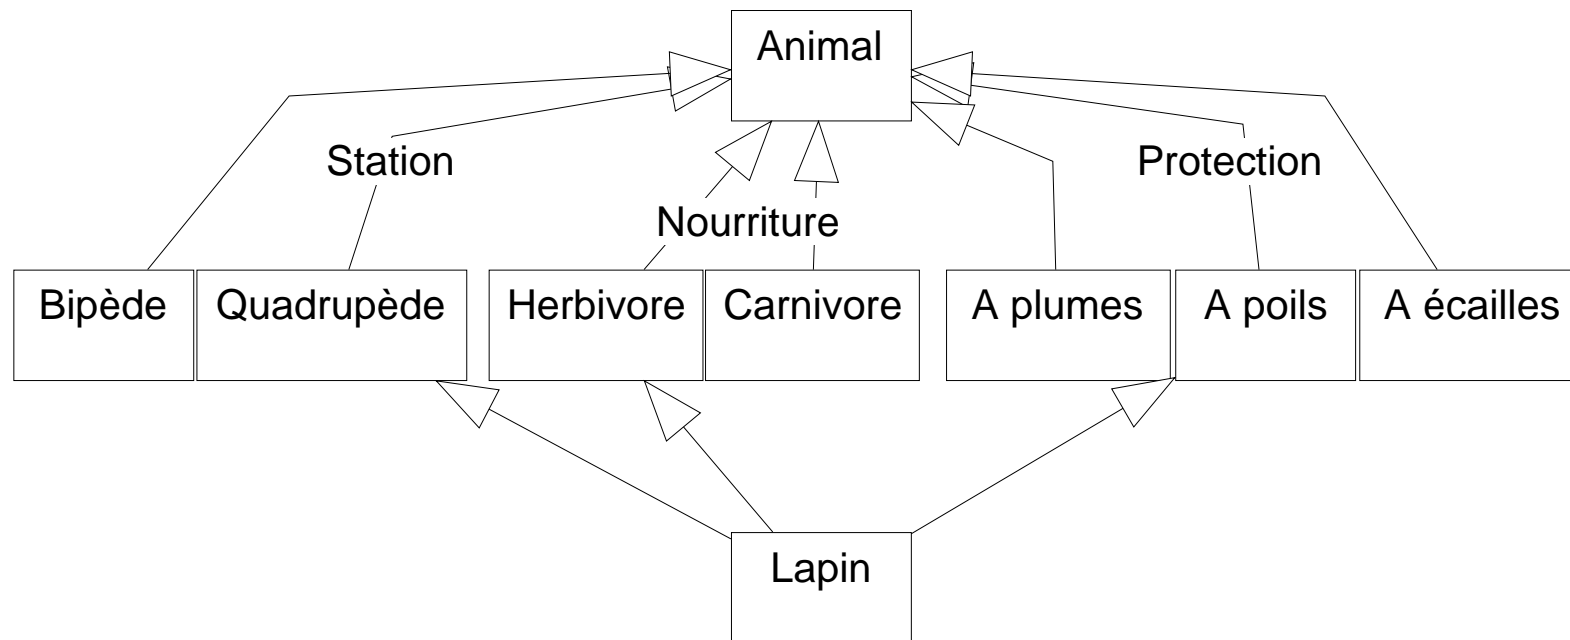 Animal
Station
Protection
Nourriture
Bipède
Quadrupède
Herbivore
Carnivore
A plumes
A poils
A écailles
Lapin